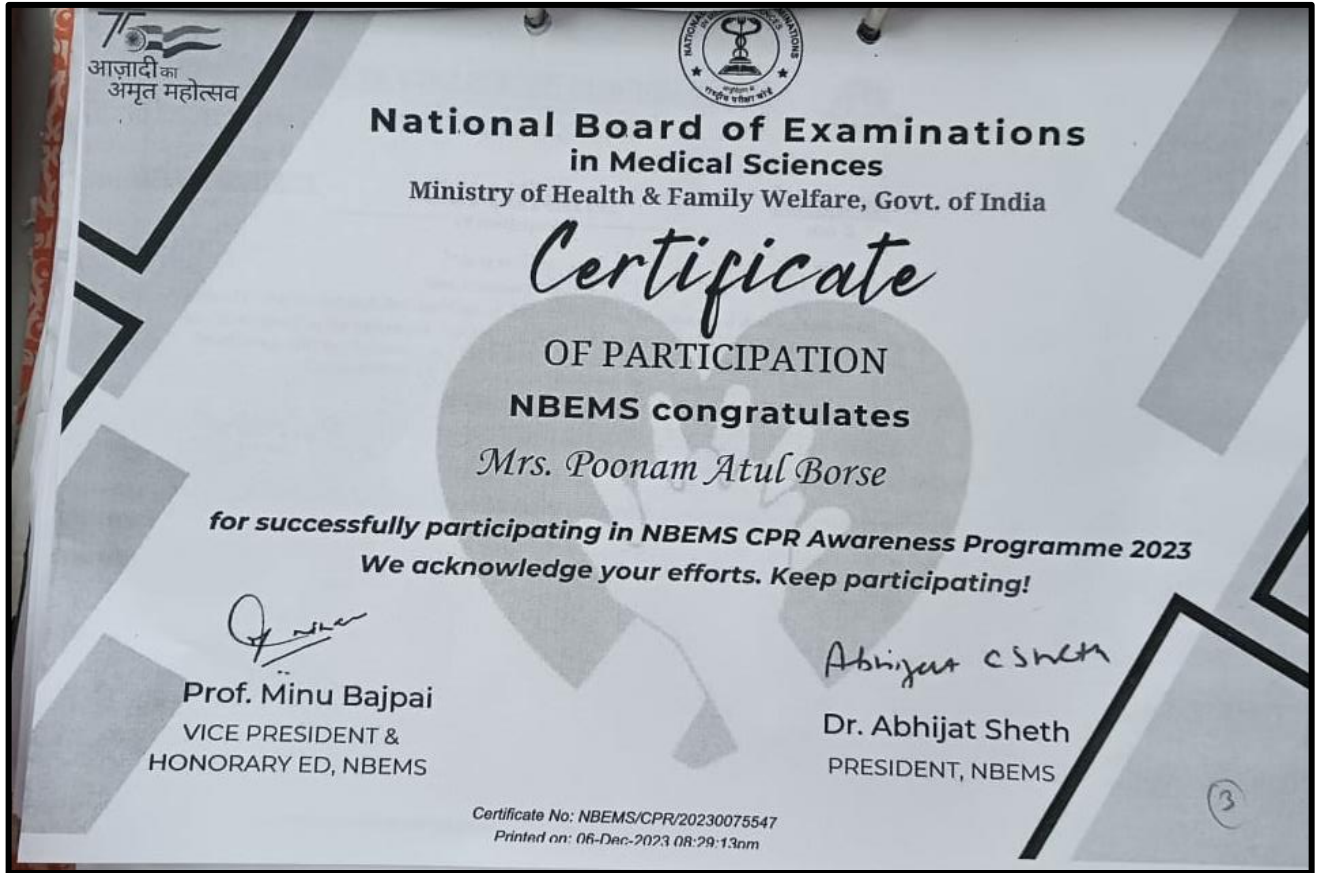 75
आज़ादी का
अमृत महोत्सव
राष्ट्रीय परीक्षा बोर्ड
National Board of Examinations
in Medical Sciences
Ministry of Health & Family Welfare, Govt. of India
Certificate
OF PARTICIPATION
NBEMS congratulates
Mrs. Poonam Atul Borse
for successfully participating in NBEMS CPR Awareness Programme 2023
We acknowledge your efforts. Keep participating!
Abhijat C Sheth
Prof. Minu Bajpai
VICE PRESIDENT &
HONORARY ED, NBEMS
Dr. Abhijat Sheth
PRESIDENT, NBEMS
3
Certificate No: NBEMS/CPR/20230075547
Printed on: 06-Dec-2023 08:29:13pm